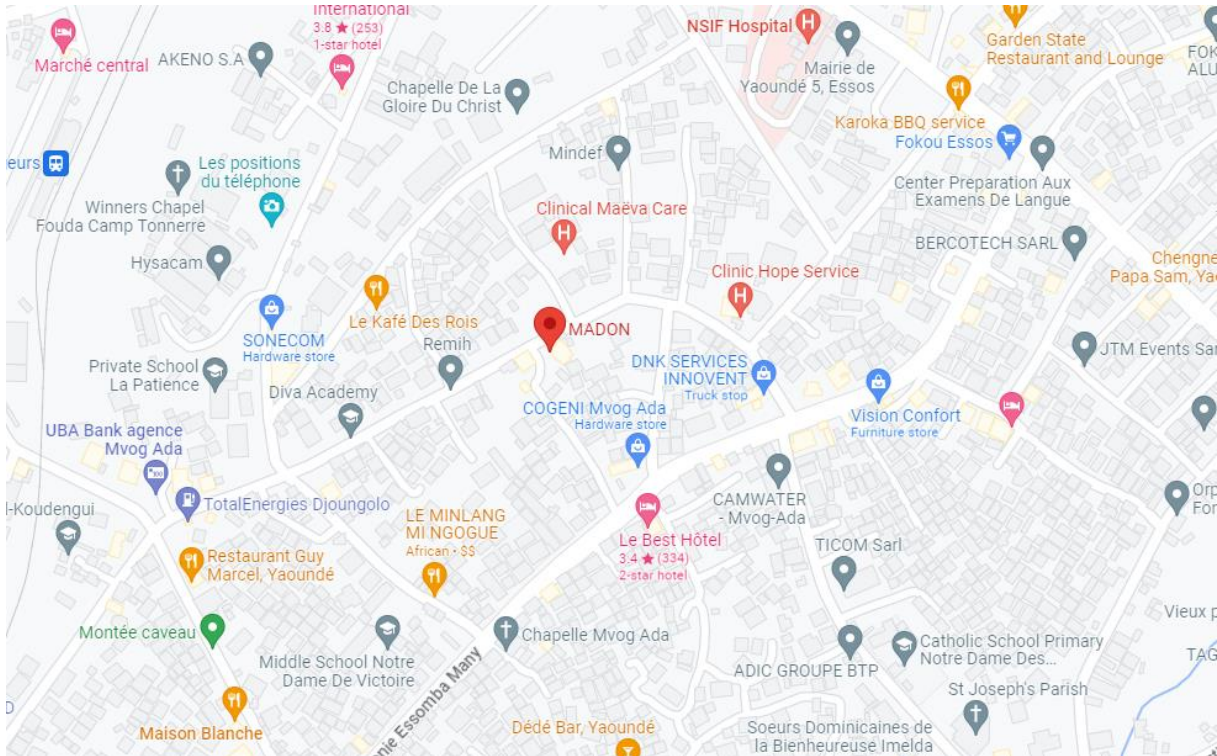 International
3.8 ★ (253)
1-star hotel
Marché central
AKENO S.A
NSIF Hospital
Garden State
Restaurant and Lounge
Mairie de
Yaoundé 5, Essos
Chapelle De La
Gloire Du Christ
Karoka BBQ service
Fokou Essos
Mindef
Les positions
du téléphone
Center Preparation Aux
Examens De Langue
Winners Chapel
Fouda Camp Tonnerre
Clinical Maëva Care
BERCOTECH SARL
Hysacam
Clinic Hope Service
Papa Sam,
Le Kafé Des Rois
MADON
SONECOM
Hardware store
Remih
JTM Events
Private School
La Patience
DNK SERVICES
INNOVENT
Truck stop
Diva Academy
COGENI Mvog Ada
Hardware store
Vision Confort
Furniture store
UBA Bank agence
Mvog Ada
TotalEnergies Djoungolo
CAMWATER
- Mvog-Ada
LE MINLANG
MI NGOGUE
African · $$
Le Best Hôtel
3.4 ★ (334)
2-star hotel
TICOM Sarl
Restaurant Guy
Marcel, Yaoundé
Montée caveau
Chapelle Mvog Ada
Middle School Notre
Dame De Victoire
ADIC GROUPE BTP
Catholic School Primary
Notre Dame Des...
St Joseph's Parish
Essomba Many
Maison Blanche
Dédé Bar, Yaoundé
Soeurs Dominicaines de
la Bienheureuse Imelda
Vieux